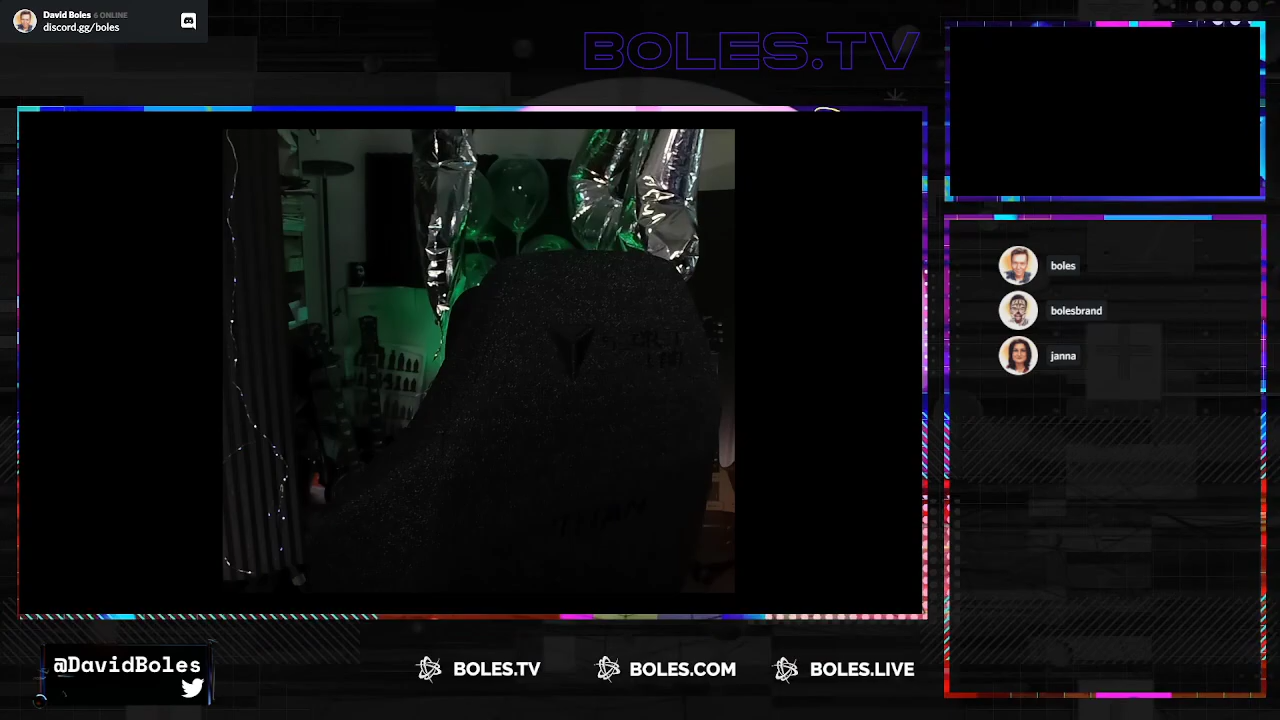 David Boles 6 ONLINE
discord.gg/boles
BOLES.TV
boles
bolesbrand
janna
TITAN
@DavidBoles
BOLES.TV
BOLES.COM
BOLES.LIVE